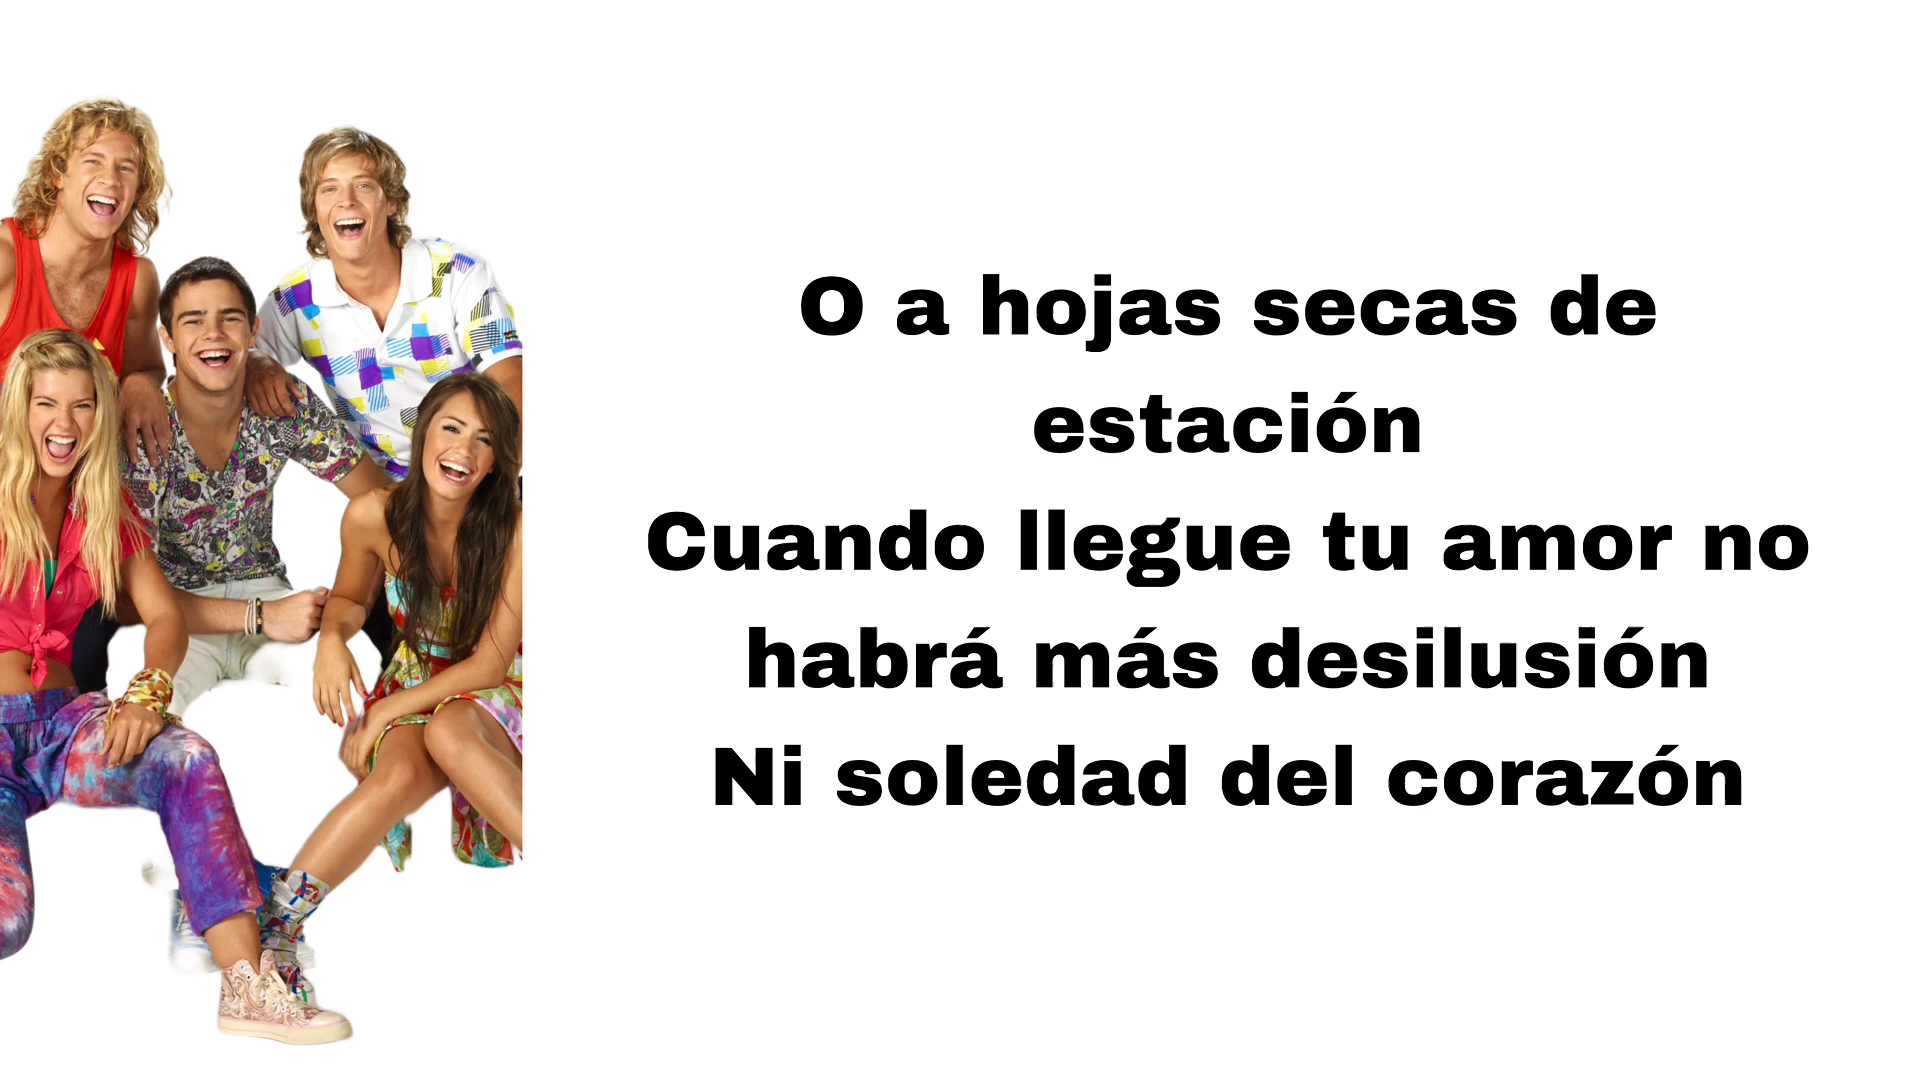 O a hojas secas de
estación
Cuando llegue tu amor no
habrá más desilusión
Ni soledad del corazón